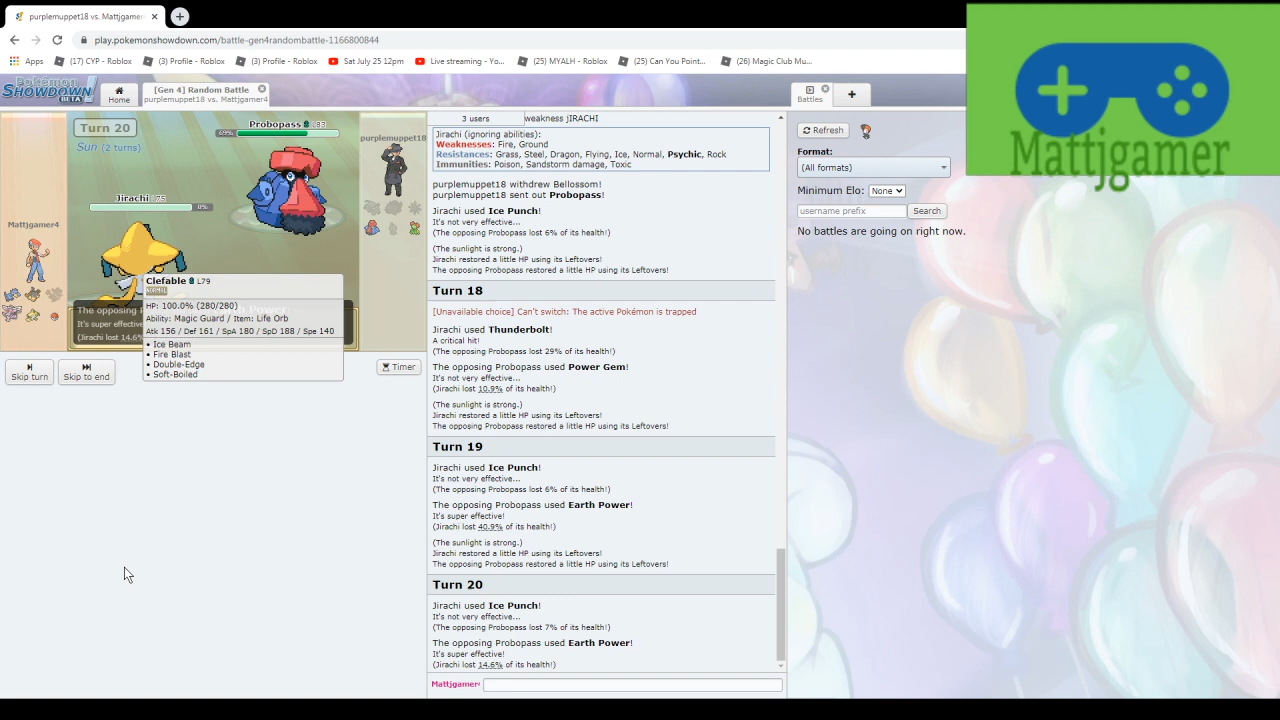 purplemuppet18 vs. Mattjgamer
play.pokemonshowdown.com/battle-gen4randombattle-1166800844
Apps
(17) CYP - Roblox
(3) Profile - Roblox
(3) Profile - Roblox
Sat July 25 12pm
Live streaming - Yo...
(25) MYALH - Roblox
(25) Can You Point...
(26) Magic Club Mu...
Mattjgamer
Pokémon
SHOWDOWN
BETA
Home
[Gen 4] Random Battle
purplemuppet18 vs. Mattjgamer4
Battles
Turn 20
Sun (2 turns)
Probopass L83
69%
Jirachi L75
0%
Mattjgamer4
purplemuppet18
The opposing
It's super effective
(Jirachi lost 14.6%
Clefable L79
NORMAL
HP: 100.0% (280/280)
Ability: Magic Guard / Item: Life Orb
Atk 156 / Def 161 / SpA 180 / SpD 188 / Spe 140
• Ice Beam
• Fire Blast
• Double-Edge
• Soft-Boiled
Skip turn
Skip to end
Timer
3 users
weakness jIRACHI
Jirachi (ignoring abilities):
Weaknesses: Fire, Ground
Resistances: Grass, Steel, Dragon, Flying, Ice, Normal, Psychic, Rock
Immunities: Poison, Sandstorm damage, Toxic
purplemuppet18 withdrew Bellossom!
purplemuppet18 sent out Probopass!
Jirachi used Ice Punch!
It's not very effective...
(The opposing Probopass lost 6% of its health!)
(The sunlight is strong.)
Jirachi restored a little HP using its Leftovers!
The opposing Probopass restored a little HP using its Leftovers!
Turn 18
[Unavailable choice] Can't switch: The active Pokémon is trapped
Jirachi used Thunderbolt!
A critical hit!
(The opposing Probopass lost 29% of its health!)
The opposing Probopass used Power Gem!
It's not very effective...
(Jirachi lost 10.9% of its health!)
(The sunlight is strong.)
Jirachi restored a little HP using its Leftovers!
The opposing Probopass restored a little HP using its Leftovers!
Turn 19
Jirachi used Ice Punch!
It's not very effective...
(The opposing Probopass lost 6% of its health!)
The opposing Probopass used Earth Power!
It's super effective!
(Jirachi lost 40.9% of its health!)
(The sunlight is strong.)
Jirachi restored a little HP using its Leftovers!
The opposing Probopass restored a little HP using its Leftovers!
Turn 20
Jirachi used Ice Punch!
It's not very effective...
(The opposing Probopass lost 7% of its health!)
The opposing Probopass used Earth Power!
It's super effective!
(Jirachi lost 14.6% of its health!)
Mattjgamer
Refresh
Format:
(All formats)
Minimum Elo: None
username prefix
Search
No battles are going on right now.